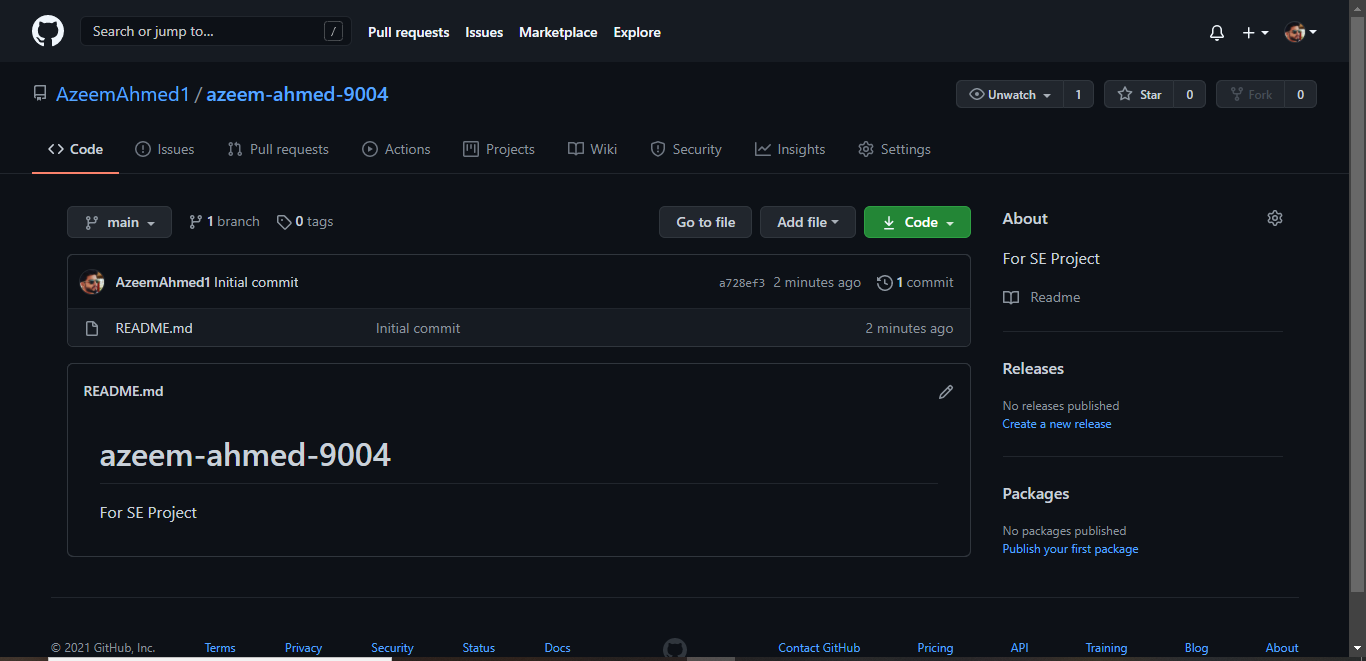 Search or jump to... / Pull requests Issues Marketplace Explore
AzeemAhmed1 / azeem-ahmed-9004 Unwatch 1 Star 0 Fork 0
Code Issues Pull requests Actions Projects Wiki Security Insights Settings
main 1 branch 0 tags Go to file Add file Code
AzeemAhmed1 Initial commit a728ef3 2 minutes ago 1 commit
README.md Initial commit 2 minutes ago
README.md
azeem-ahmed-9004
For SE Project
About
For SE Project
Readme
Releases
No releases published
Create a new release
Packages
No packages published
Publish your first package
© 2021 GitHub, Inc. Terms Privacy Security Status Docs Contact GitHub Pricing API Training Blog About